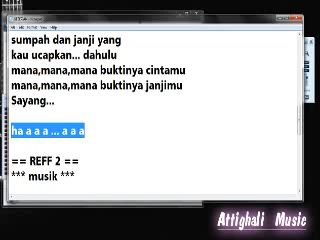 sumpah dan janji yang
kau ucapkan... dahulu
mana,mana,mana buktinya cintamu
mana,mana,mana buktinya janjimu
Sayang...
ha a a a ... a a a
== REFF 2 ==
*** musik ***
Attighali Music